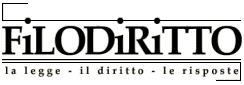 FiLODiRiTTO
la legge - il diritto - le risposte